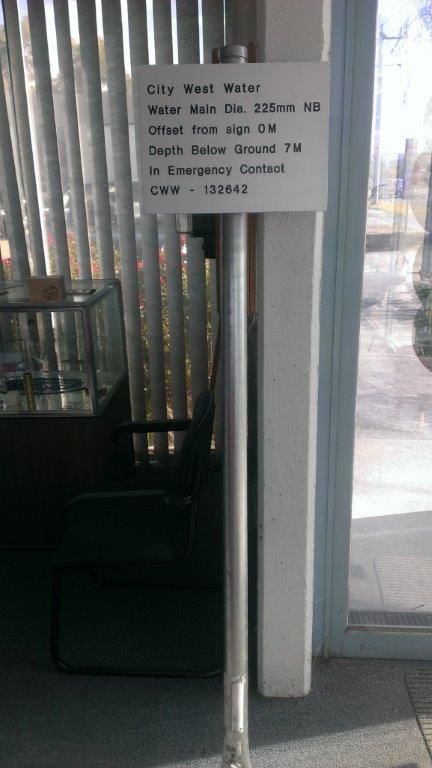 City West Water
Water Main Dia. 225mm NB
Offset from sign 0M
Depth Below Ground 7M
In Emergency Contact
CWW - 132642